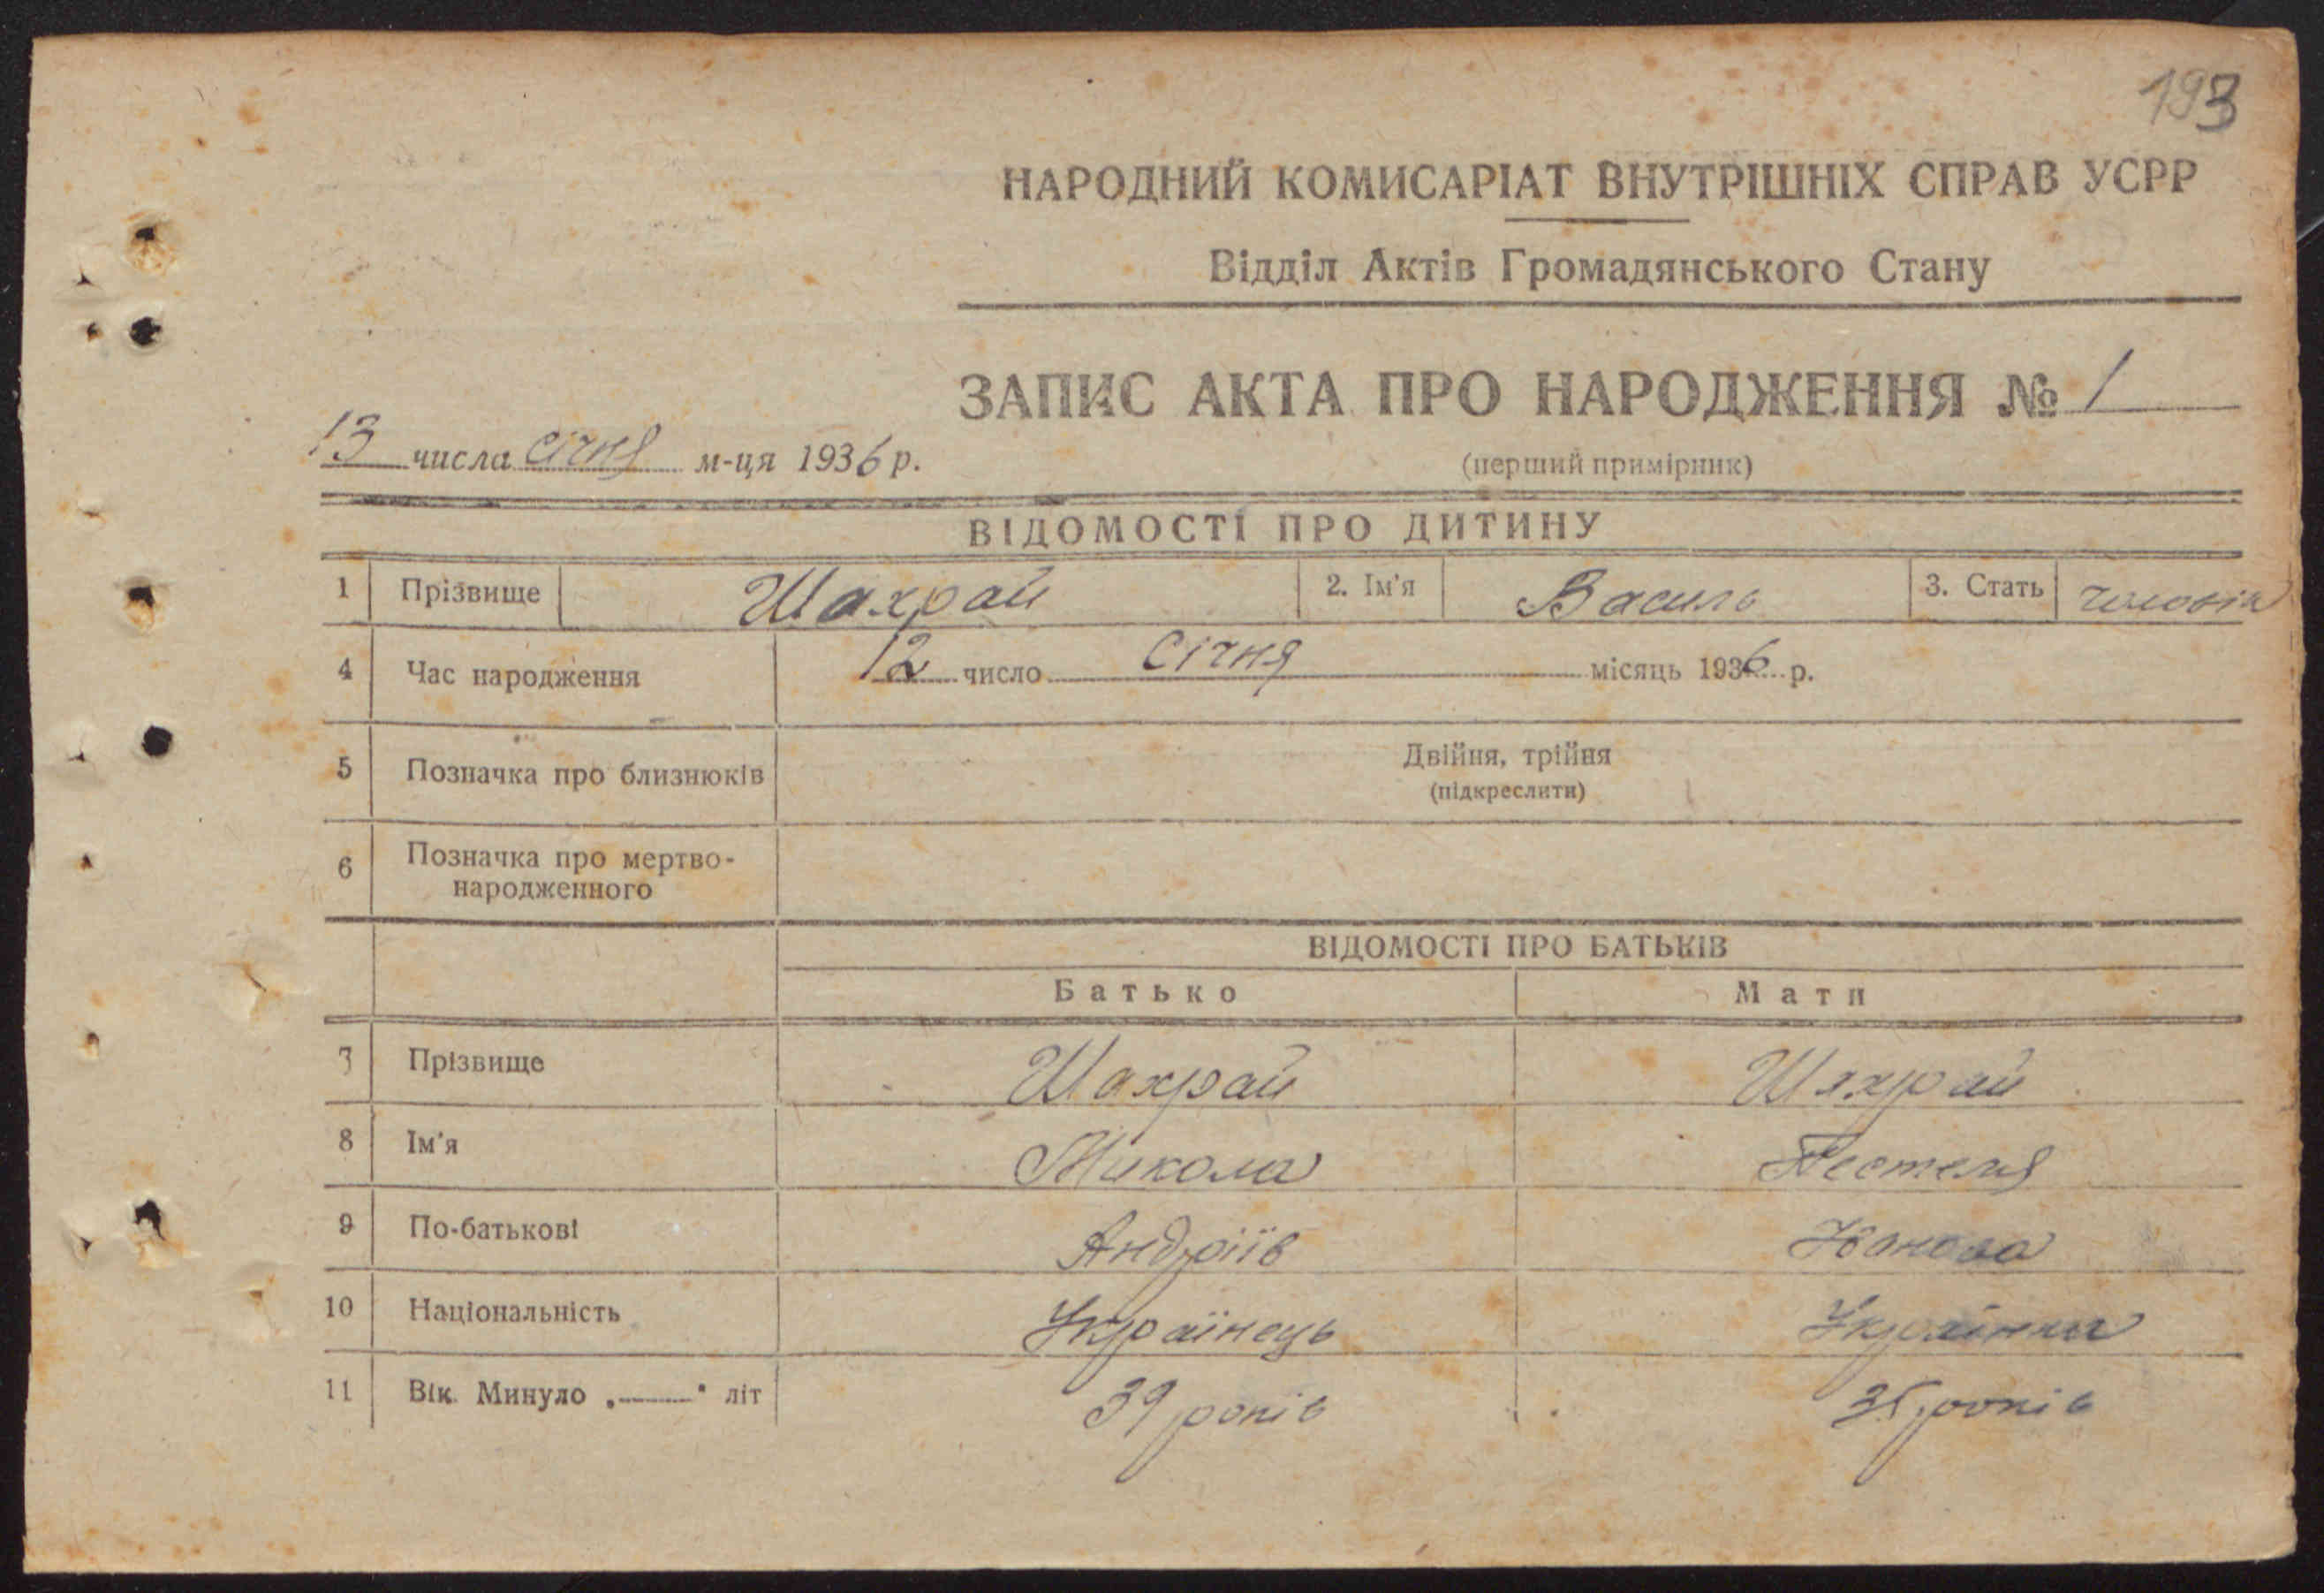 193
НАРОДНИЙ КОМИСАРІАТ ВНУТРІШНІХ СПРАВ УСРР
Відділ Актів Громадянського Стану
ЗАПИС АКТА ПРО НАРОДЖЕННЯ № 1
13 числа січня м-ця 1936 р.
(перший примірник)
ВІДОМОСТІ ПРО ДИТИНУ
1 Прізвище Шахрай 2. Ім'я Василь 3. Стать чоловіч
4 Час народження 12 число Січня місяць 1936 р.
5 Позначка про близнюків Двійня, трійня
(підкреслити)
6 Позначка про мертво-
народженного
ВІДОМОСТІ ПРО БАТЬКІВ
Батько Мати
7 Прізвище Шахрай Шахрай
8 Ім'я Микола
9 По-батькові Андріїв Іванова
10 Національність Українець Українка
11 Вік. Минуло „——" літ 39 років 35 років